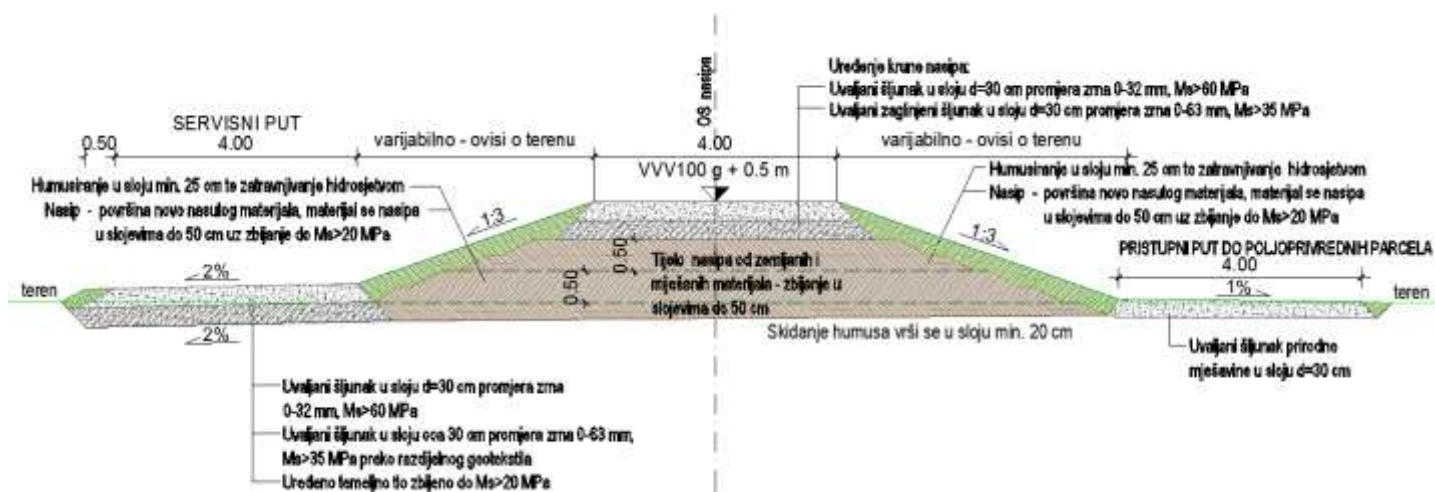 OS nasipa
Uređenje krune nasipa:
Uvaljani šljunak u sloju d=30 cm promjera zrna 0-32 mm, Ms>60 MPa
Uvaljani zaglinjeni šljunak u sloju d=30 cm promjera zrna 0-63 mm, Ms>35 MPa
SERVISNI PUT
0.50
4.00
varijabilno - ovisi o terenu
4.00
varijabilno - ovisi o terenu
VVV100 g + 0.5 m
Humusiranje u sloju min. 25 cm te zatravnjivanje hidrosjetvom
Nasip - površina novo nasutog materijala, materijal se nasipa
u slojevima do 50 cm uz zbijanje do Ms>20 MPa
Humusiranje u sloju min. 25 cm te zatravnjivanje hidrosjetvom
Nasip - površina novo nasutog materijala, materijal se nasipa
u slojevima do 50 cm uz zbijanje do Ms>20 MPa
1:3
1:3
PRISTUPNI PUT DO POLJOPRIVREDNIH PARCELA
4.00
0.50
0.50
Tijelo nasipa od zemljanih i
miješanih materijala - zbijanje u
slojevima do 50 cm
2%
1%
teren
teren
2%
Skidanje humusa vrši se u sloju min. 20 cm
Uvaljani šljunak prirodne
mješavine u sloju d=30 cm
Uvaljani šljunak u sloju d=30 cm promjera zrna
0-32 mm, Ms>60 MPa
Uvaljani šljunak u sloju cca 30 cm promjera zrna 0-63 mm,
Ms>35 MPa preko razdijelnog geotekstila
Uređeno temeljno tlo zbijeno do Ms>20 MPa